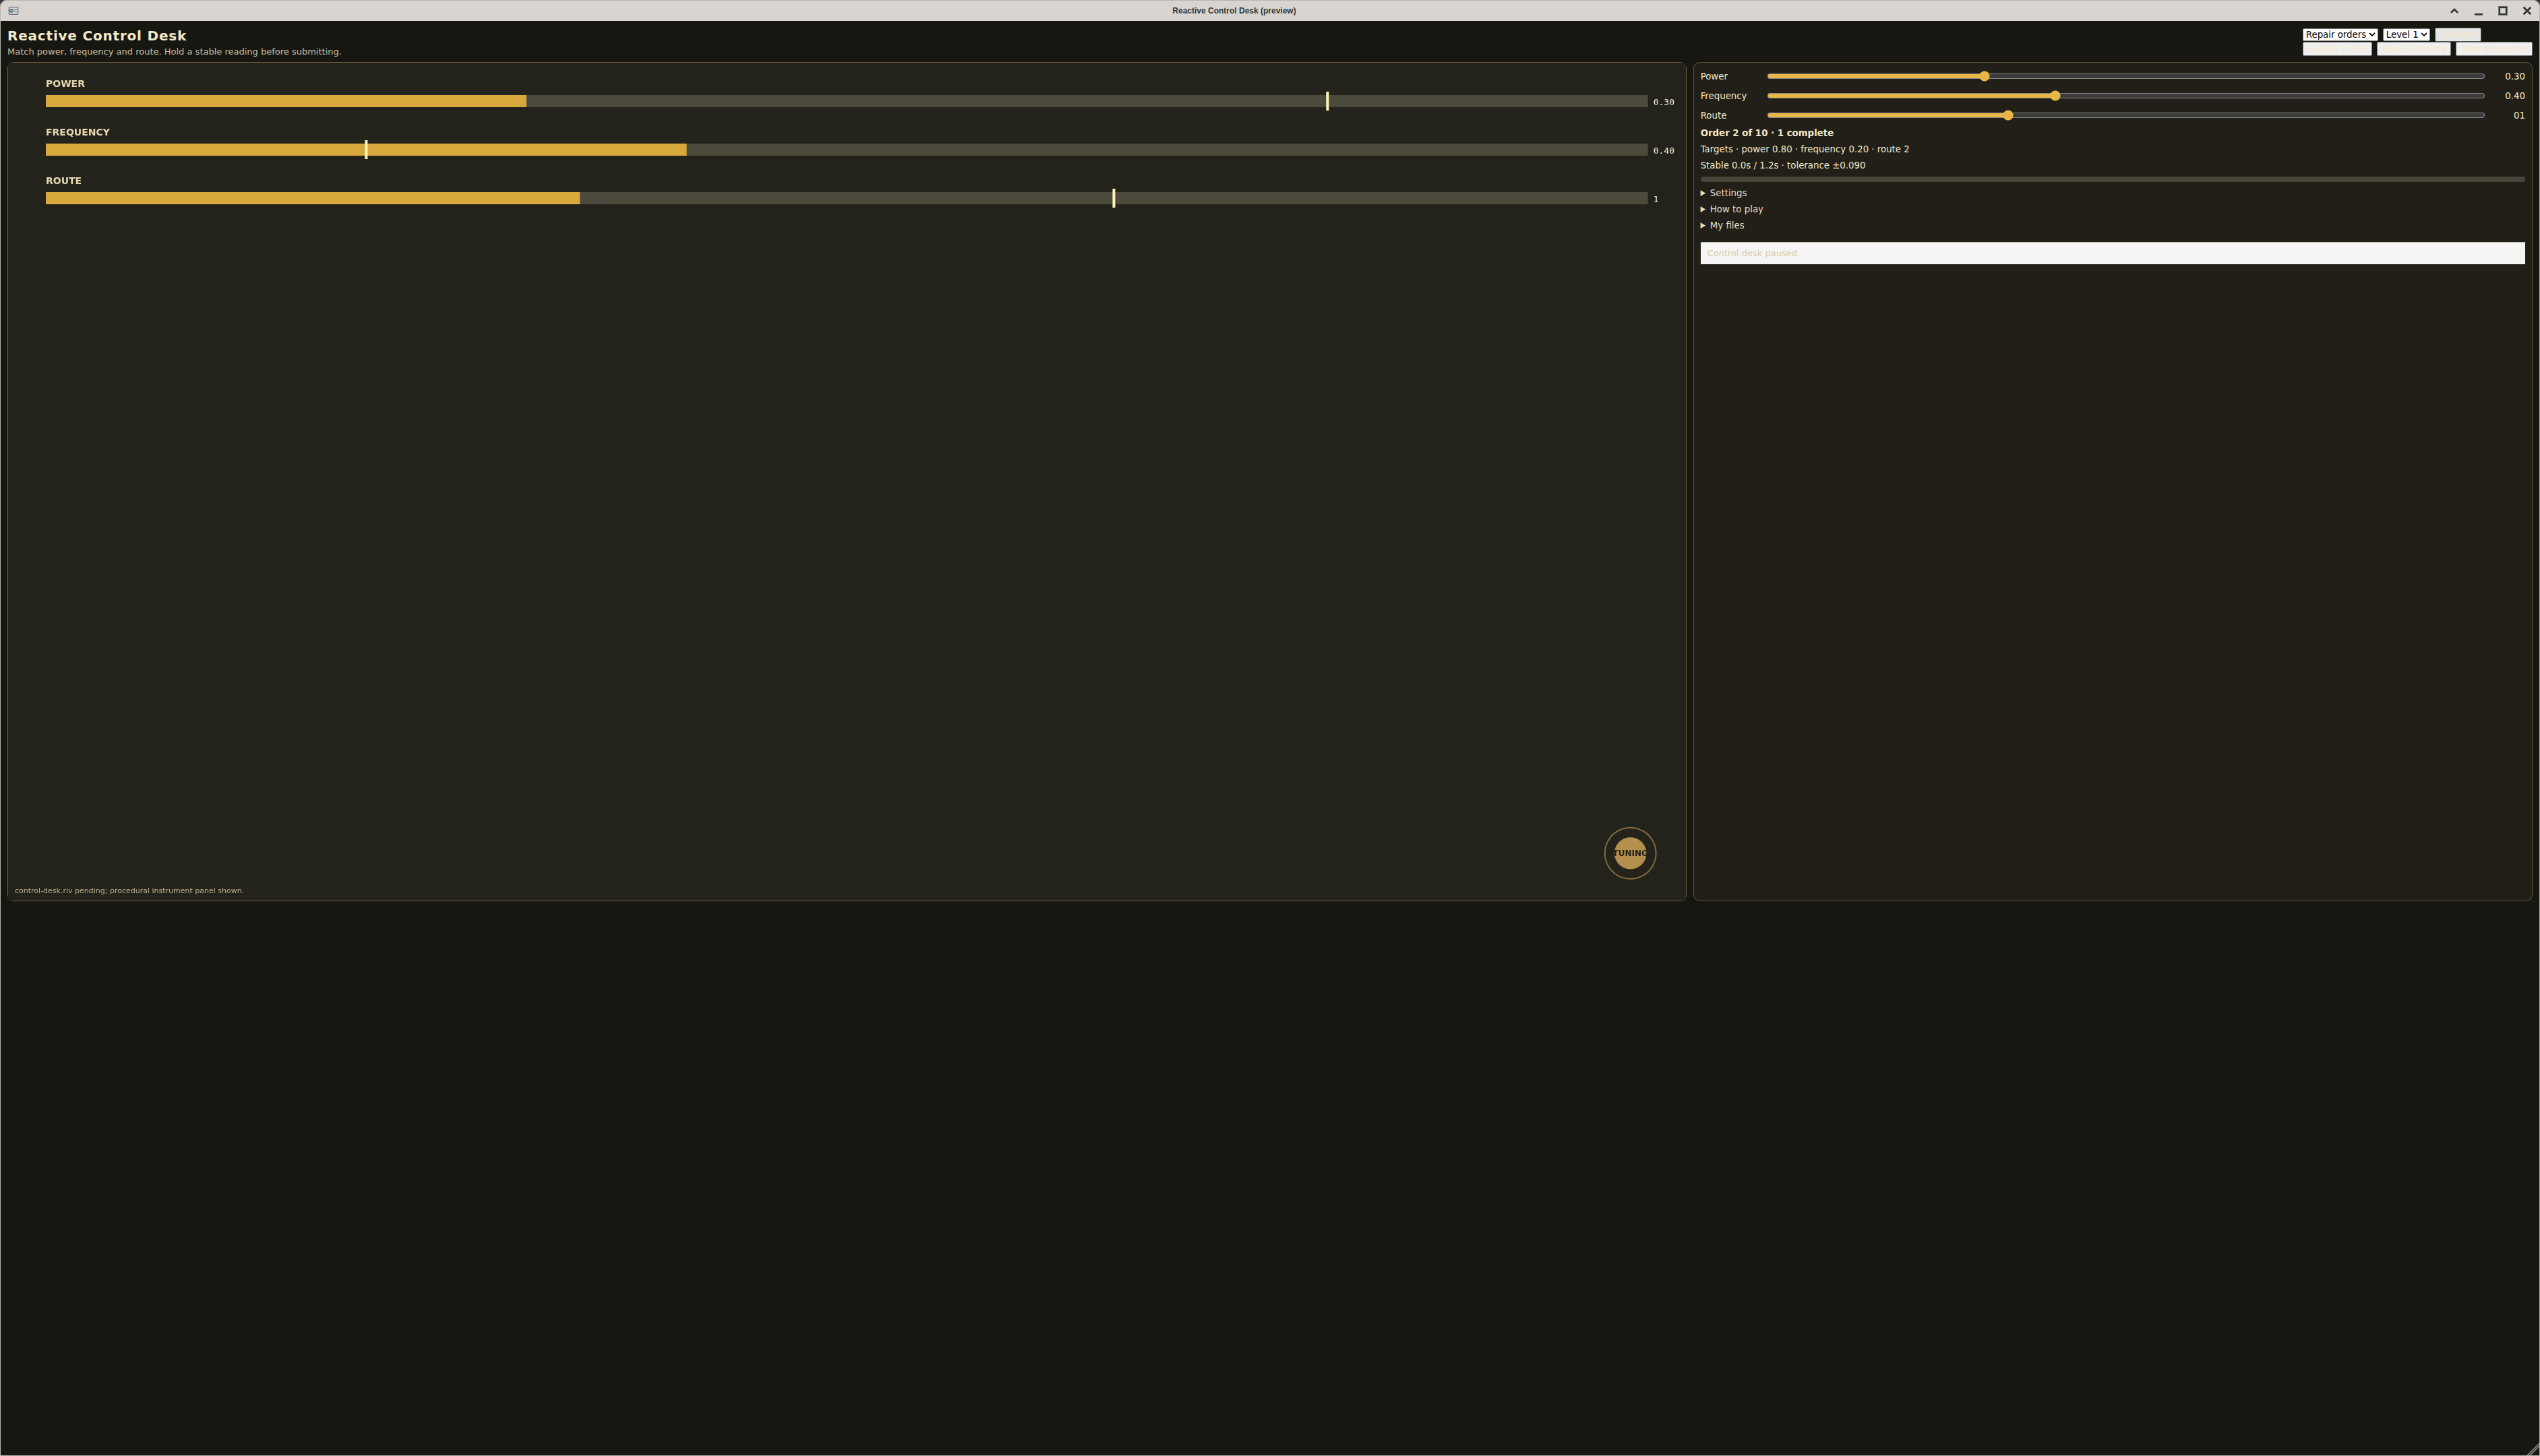 Reactive Control Desk (preview)
Reactive Control Desk
Match power, frequency and route. Hold a stable reading before submitting.
Repair orders Level 1
POWER
0.30
FREQUENCY
0.40
ROUTE
1
TUNING
control-desk.riv pending; procedural instrument panel shown.
Power 0.30
Frequency 0.40
Route 01
Order 2 of 10 · 1 complete
Targets · power 0.80 · frequency 0.20 · route 2
Stable 0.0s / 1.2s · tolerance ±0.090
Settings
How to play
My files
Control desk paused.